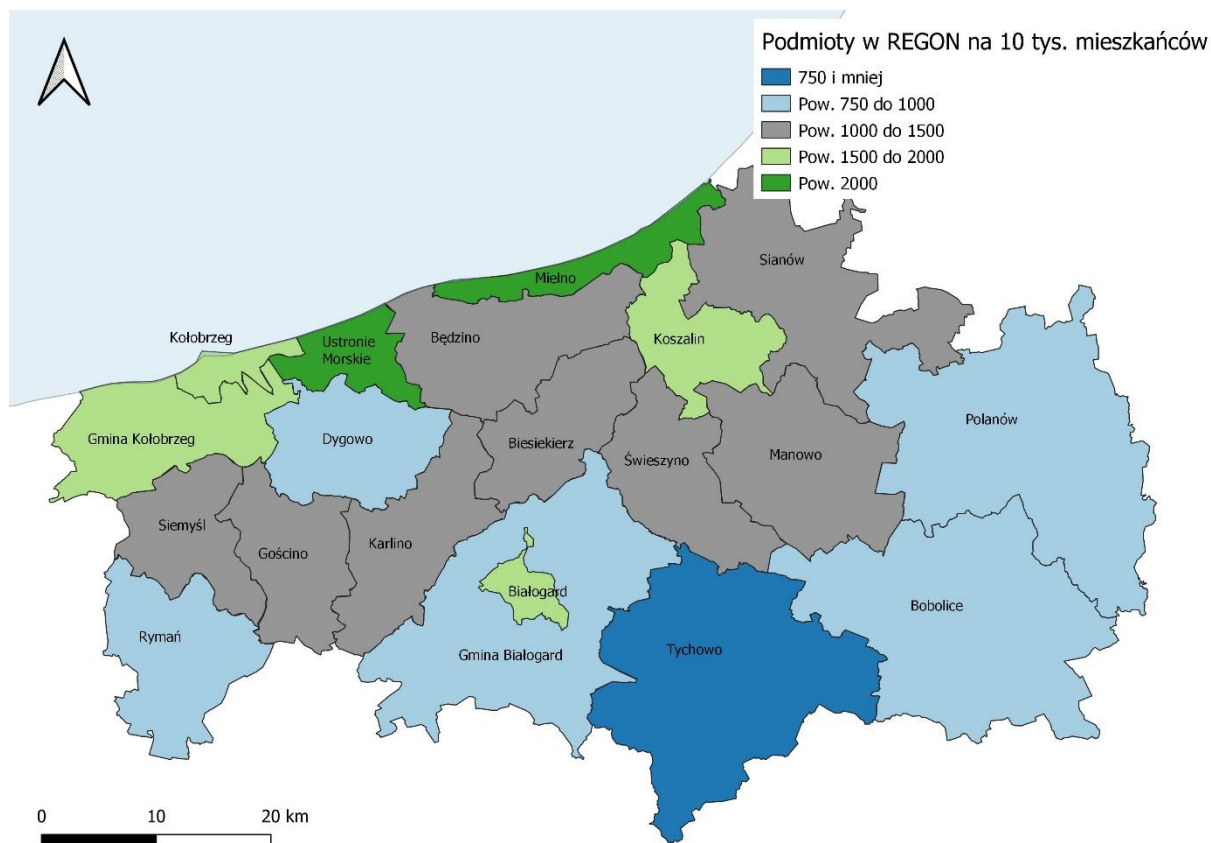 Podmioty w REGON na 10 tys. mieszkańców
750 i mniej
Pow. 750 do 1000
Pow. 1000 do 1500
Pow. 1500 do 2000
Pow. 2000
Sianów
Mielno
Kołobrzeg
Ustronie
Morskie
Będzino
Koszalin
Gmina Kołobrzeg
Dygowo
Biesiekierz
Świeszyno
Manowo
Polanów
Siemyśl
Gościno
Karlino
Białogard
Bobolice
Rymań
Gmina Białogard
Tychowo
0 10 20 km